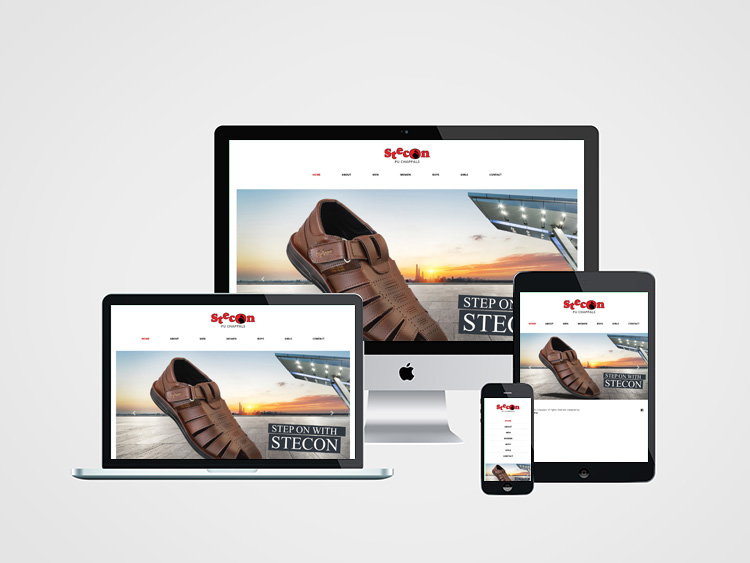 Stecon
PU CHAPPALS
HOME ABOUT MEN WOMEN BOYS GIRLS CONTACT
STEP ON
STEC
Stecon
PU CHAPPALS
HOME ABOUT MEN WOMEN BOYS GIRLS CONTACT
STEP ON WITH
STECON
Stecon
PU CHAPPALS
HOME ABOUT MEN WOMEN BOYS GIRLS CONTACT
STEP ON WITH
STECON
Stecon
HOME
ABOUT
MEN
WOMEN
BOYS
GIRLS
CONTACT